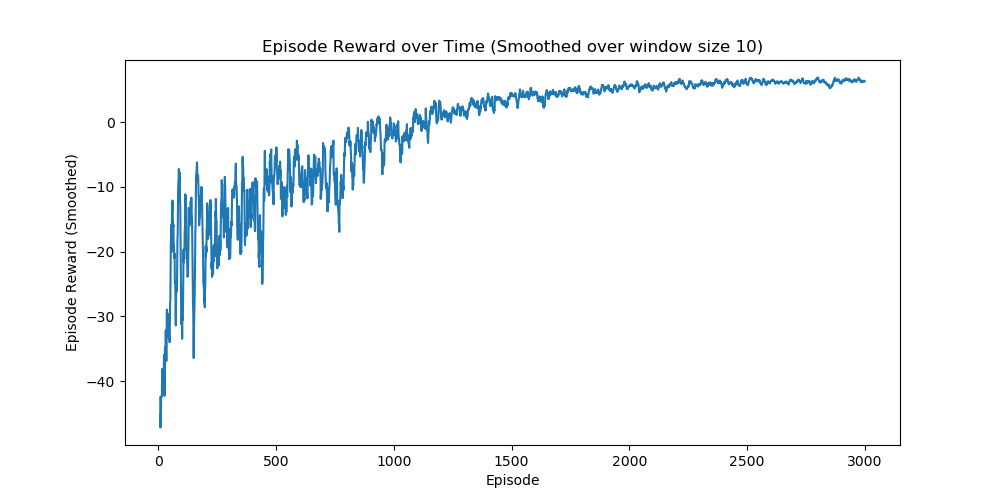 Episode Reward over Time (Smoothed over window size 10)
Episode Reward (Smoothed)
0
−10
−20
−30
−40
0 500 1000 1500 2000 2500 3000
Episode